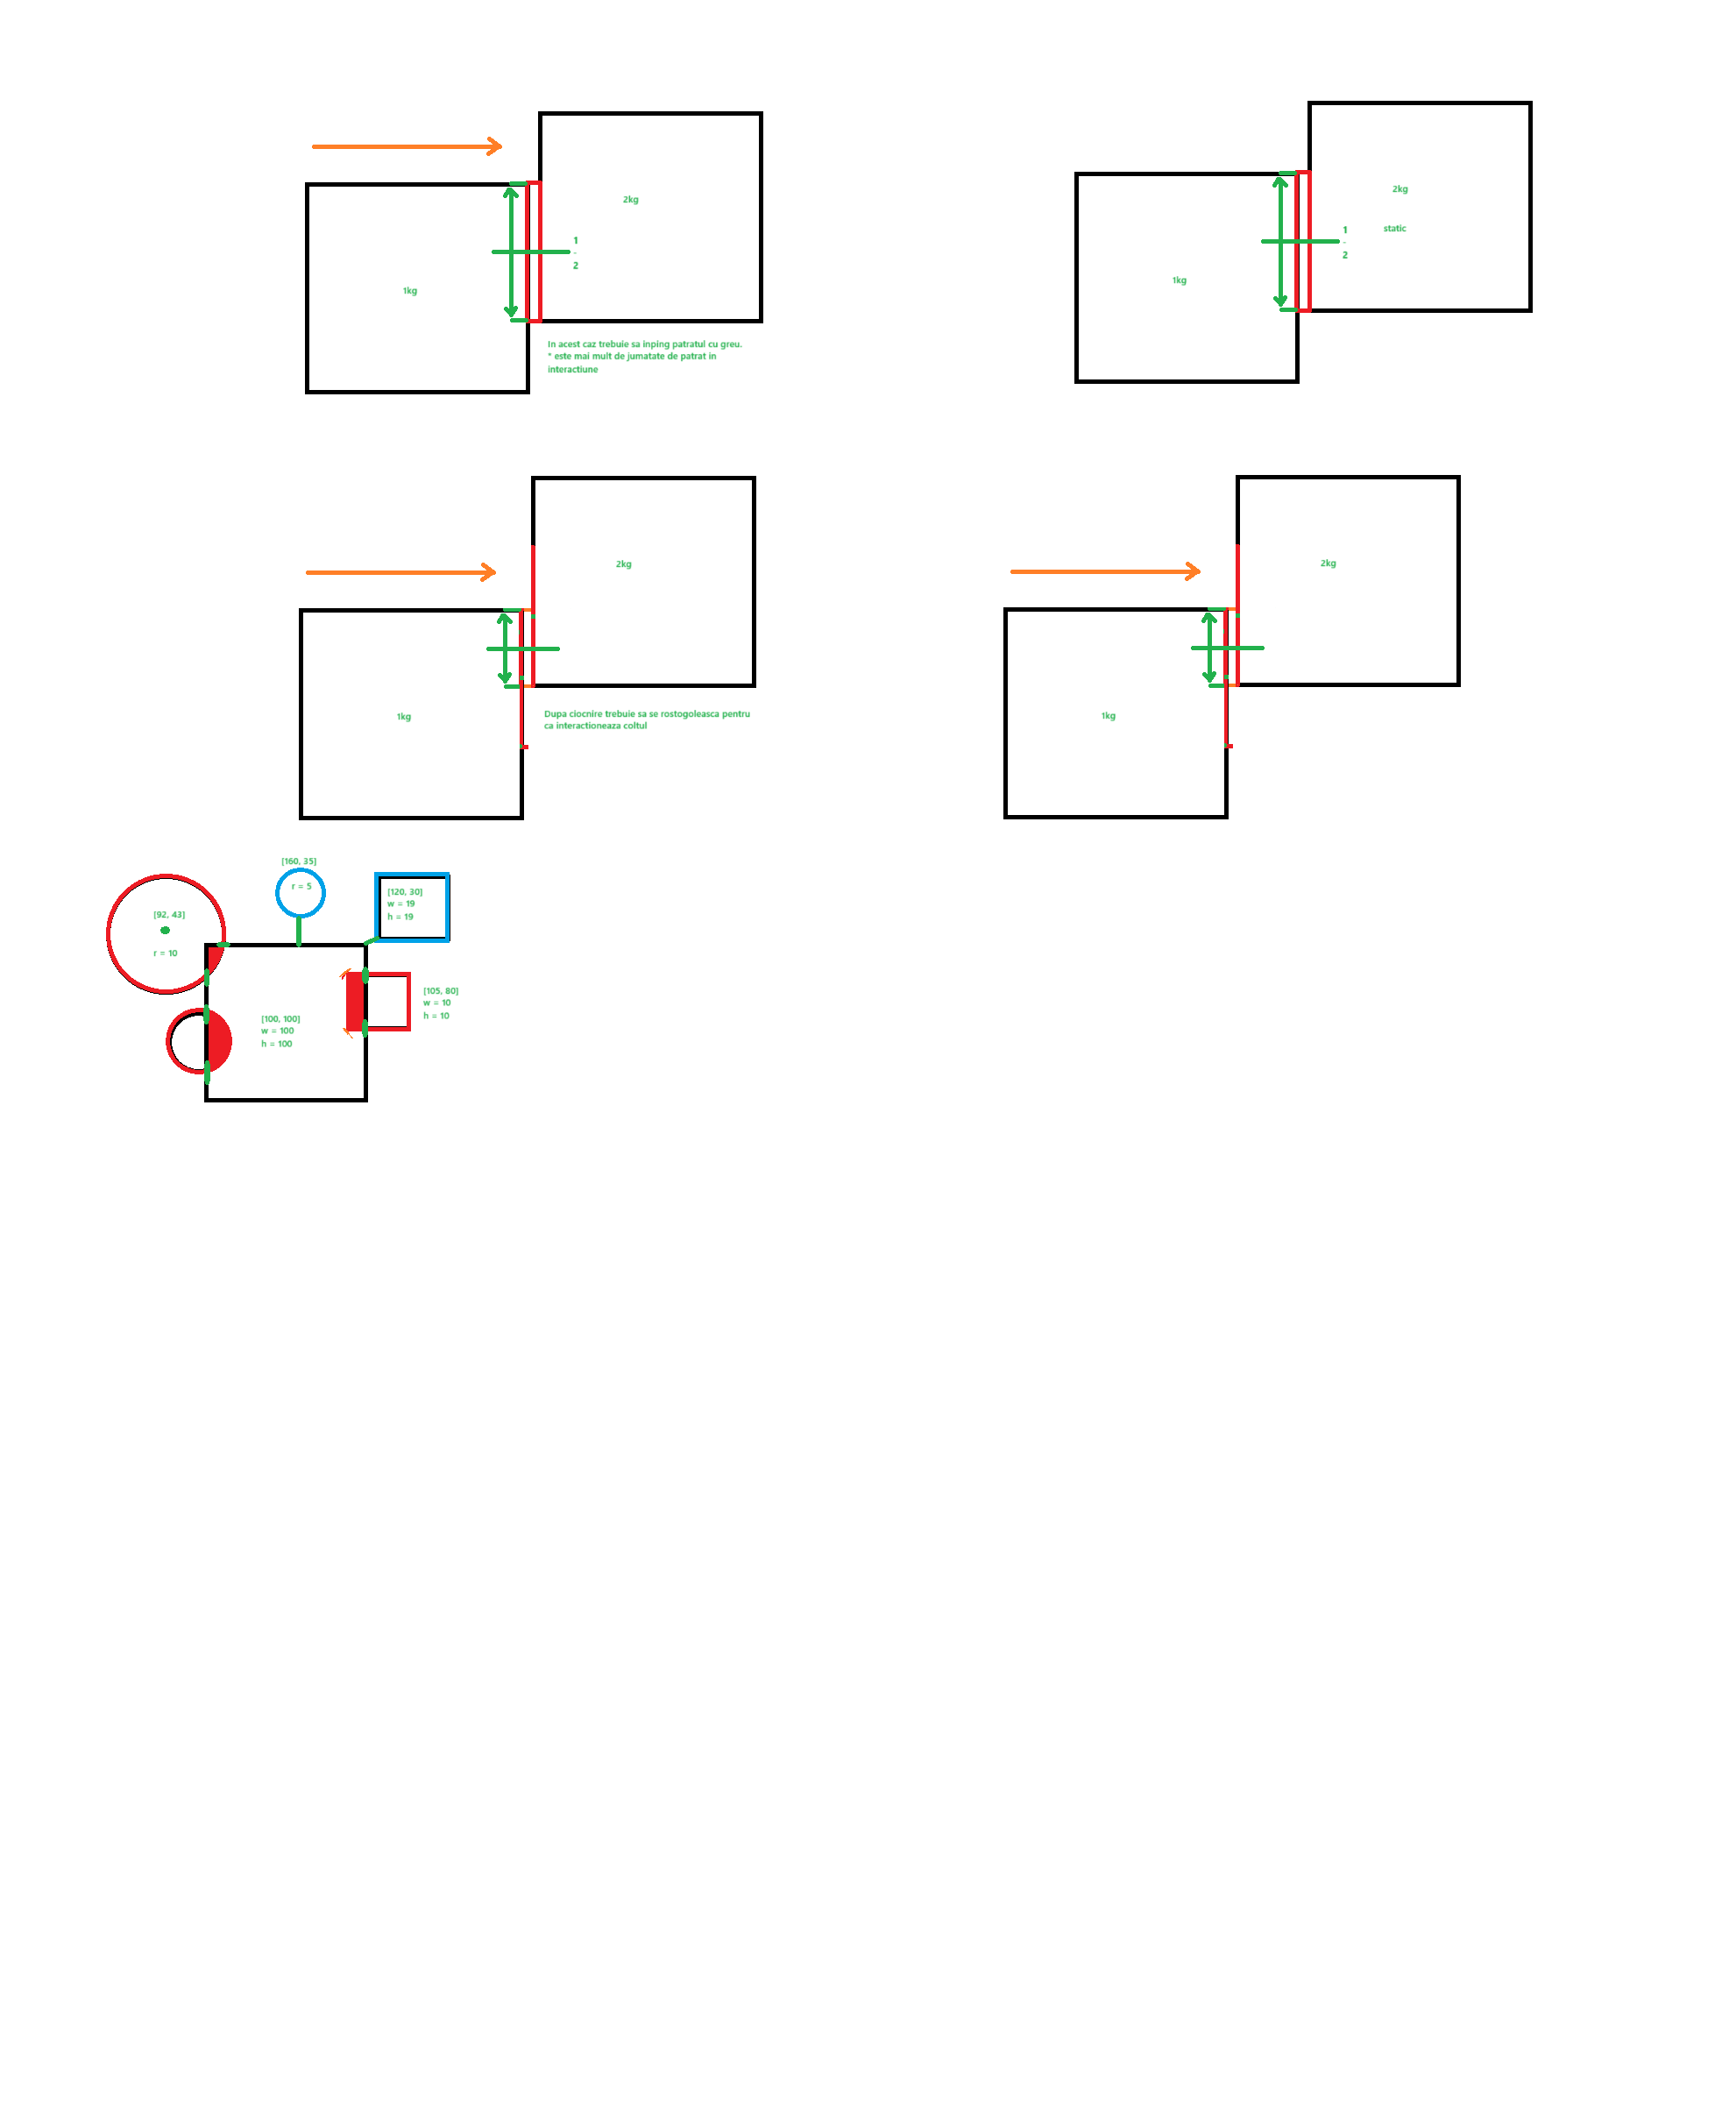 2kg
1
-
2
1kg
In acest caz trebuie sa inping patratul cu greu.
* este mai mult de jumatate de patrat in
interactiune
2kg
static
1
-
2
1kg
2kg
1kg
Dupa ciocnire trebuie sa se rostogoleasca pentru
ca interactioneaza coltul
2kg
1kg
[160, 35]
r = 5
[120, 30]
w = 19
h = 19
[92, 43]
r = 10
[105, 80]
w = 10
h = 10
[100, 100]
w = 100
h = 100